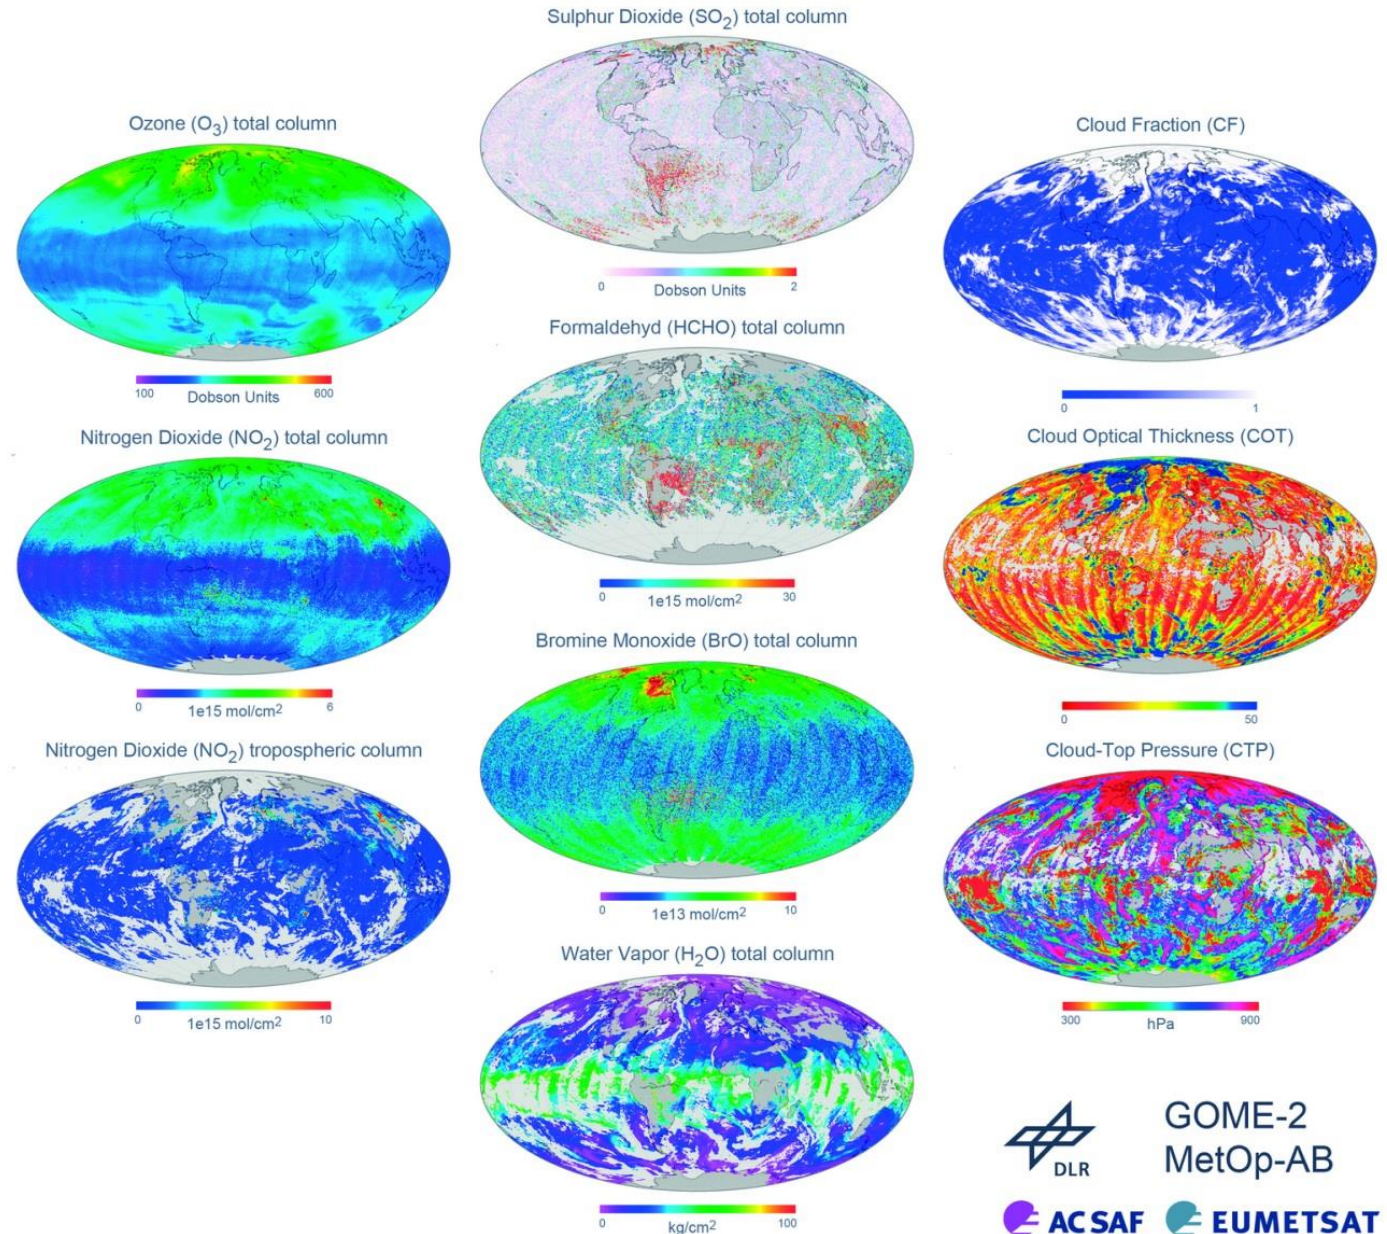 Ozone (O3) total column
100 Dobson Units 600
Nitrogen Dioxide (NO2) total column
0 1e15 mol/cm2 6
Nitrogen Dioxide (NO2) tropospheric column
0 1e15 mol/cm2 10
Sulphur Dioxide (SO2) total column
0 Dobson Units 2
Formaldehyd (HCHO) total column
0 1e15 mol/cm2 30
Bromine Monoxide (BrO) total column
0 1e13 mol/cm2 10
Water Vapor (H2O) total column
0 kg/cm2 100
Cloud Fraction (CF)
0 1
Cloud Optical Thickness (COT)
0 50
Cloud-Top Pressure (CTP)
300 hPa 900
DLR
GOME-2
MetOp-AB
AC SAF EUMETSAT